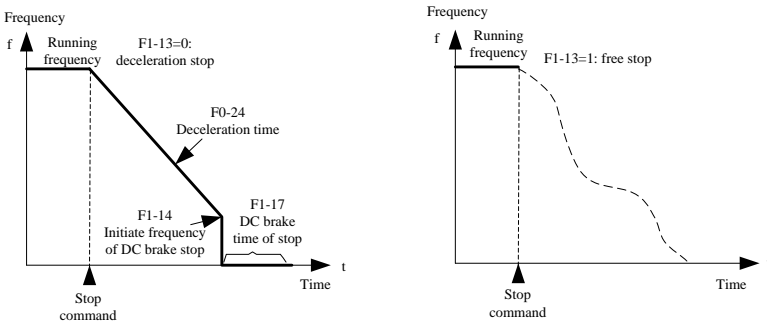 Frequency
f
Running
frequency
F1-13=0:
deceleration stop
F0-24
Deceleration time
F1-14
Initiate frequency
of DC brake stop
F1-17
DC brake
time of stop
t
Time
Stop
command
Frequency
f
Running
frequency
F1-13=1: free stop
Time
Stop
command